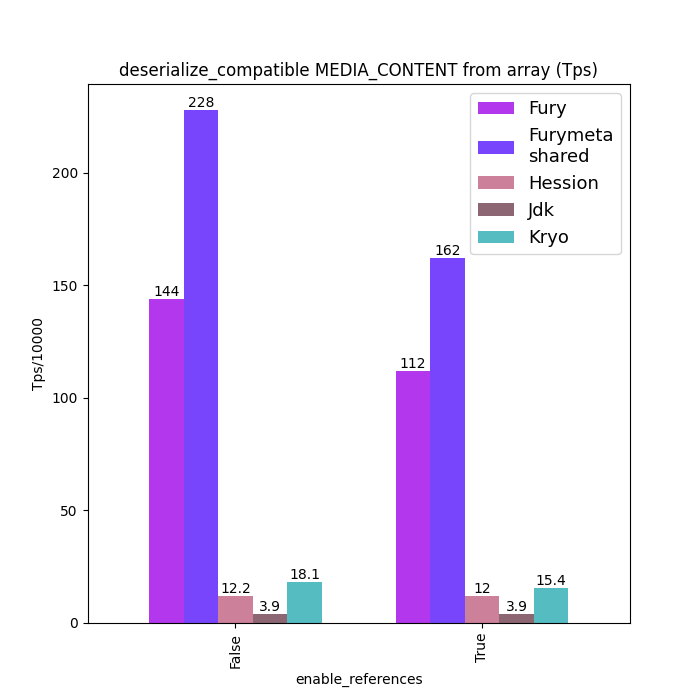 deserialize_compatible MEDIA_CONTENT from array (Tps)
Fury
Furymeta
shared
Hession
Jdk
Kryo
228
162
144
112
12.2
3.9
18.1
12
3.9
15.4
200
150
100
50
0
Tps/10000
False
True
enable_references